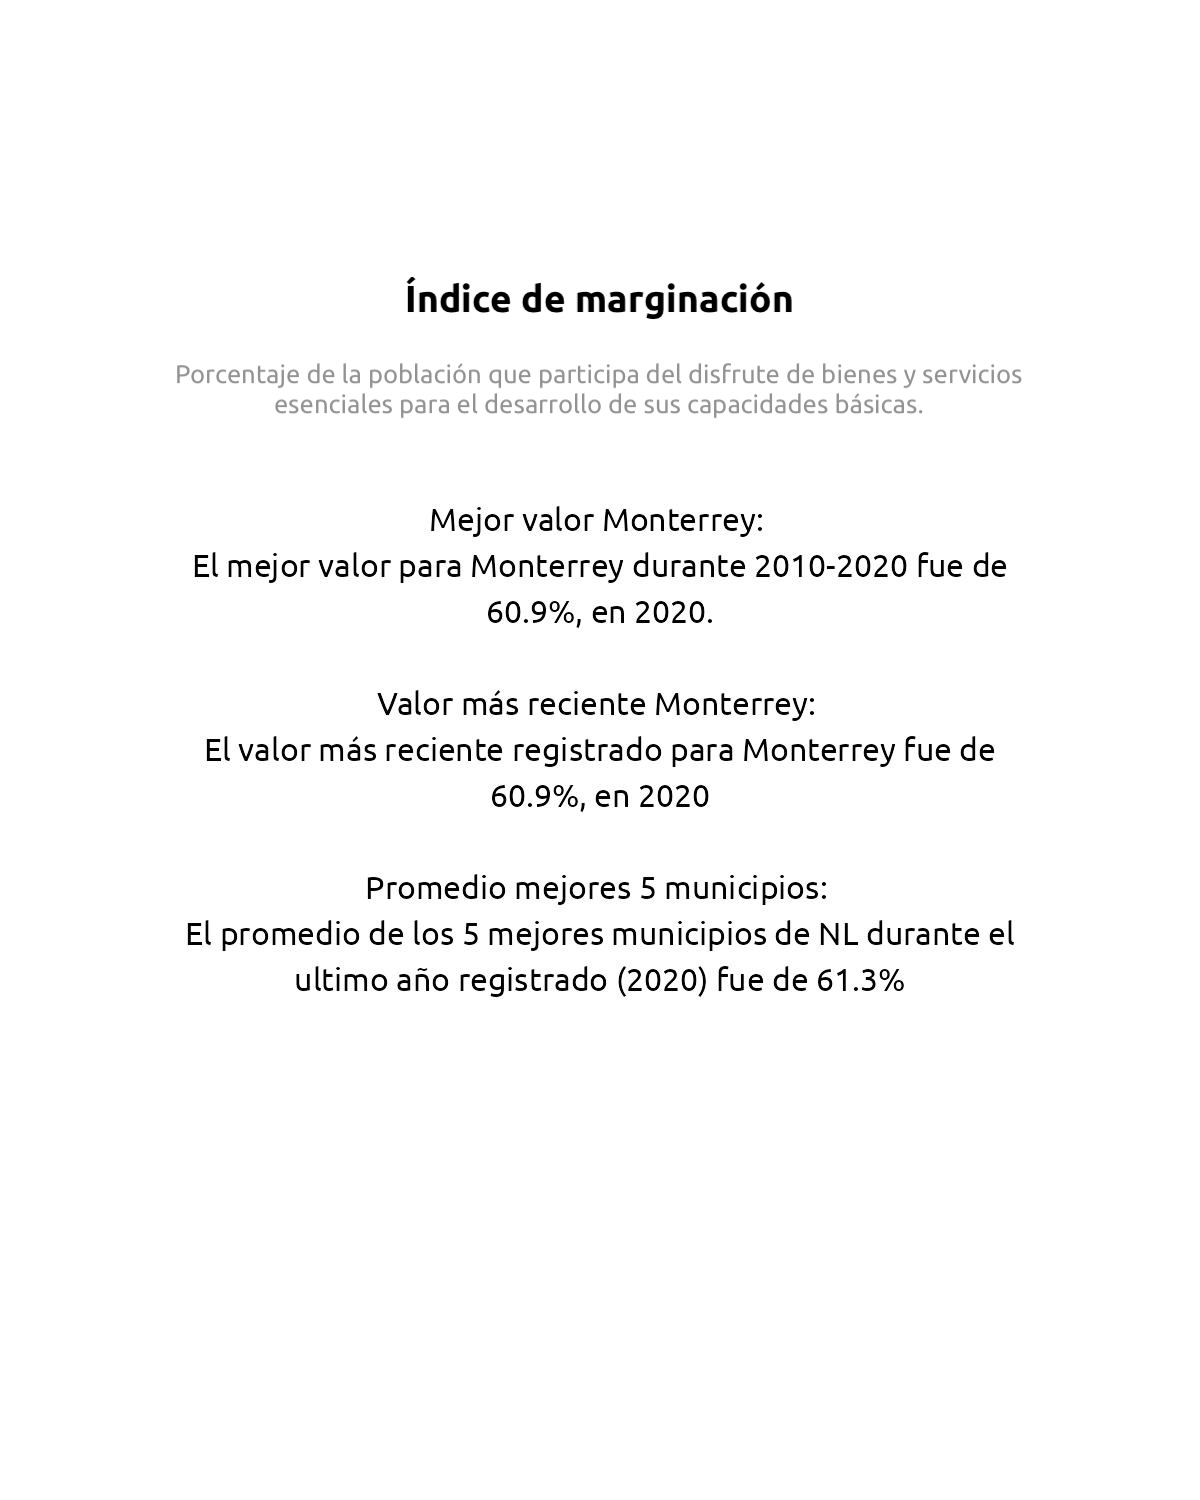 Índice de marginación
Porcentaje de la población que participa del disfrute de bienes y servicios
esenciales para el desarrollo de sus capacidades básicas.
Mejor valor Monterrey:
El mejor valor para Monterrey durante 2010-2020 fue de
60.9%, en 2020.
Valor más reciente Monterrey:
El valor más reciente registrado para Monterrey fue de
60.9%, en 2020
Promedio mejores 5 municipios:
El promedio de los 5 mejores municipios de NL durante el
ultimo año registrado (2020) fue de 61.3%